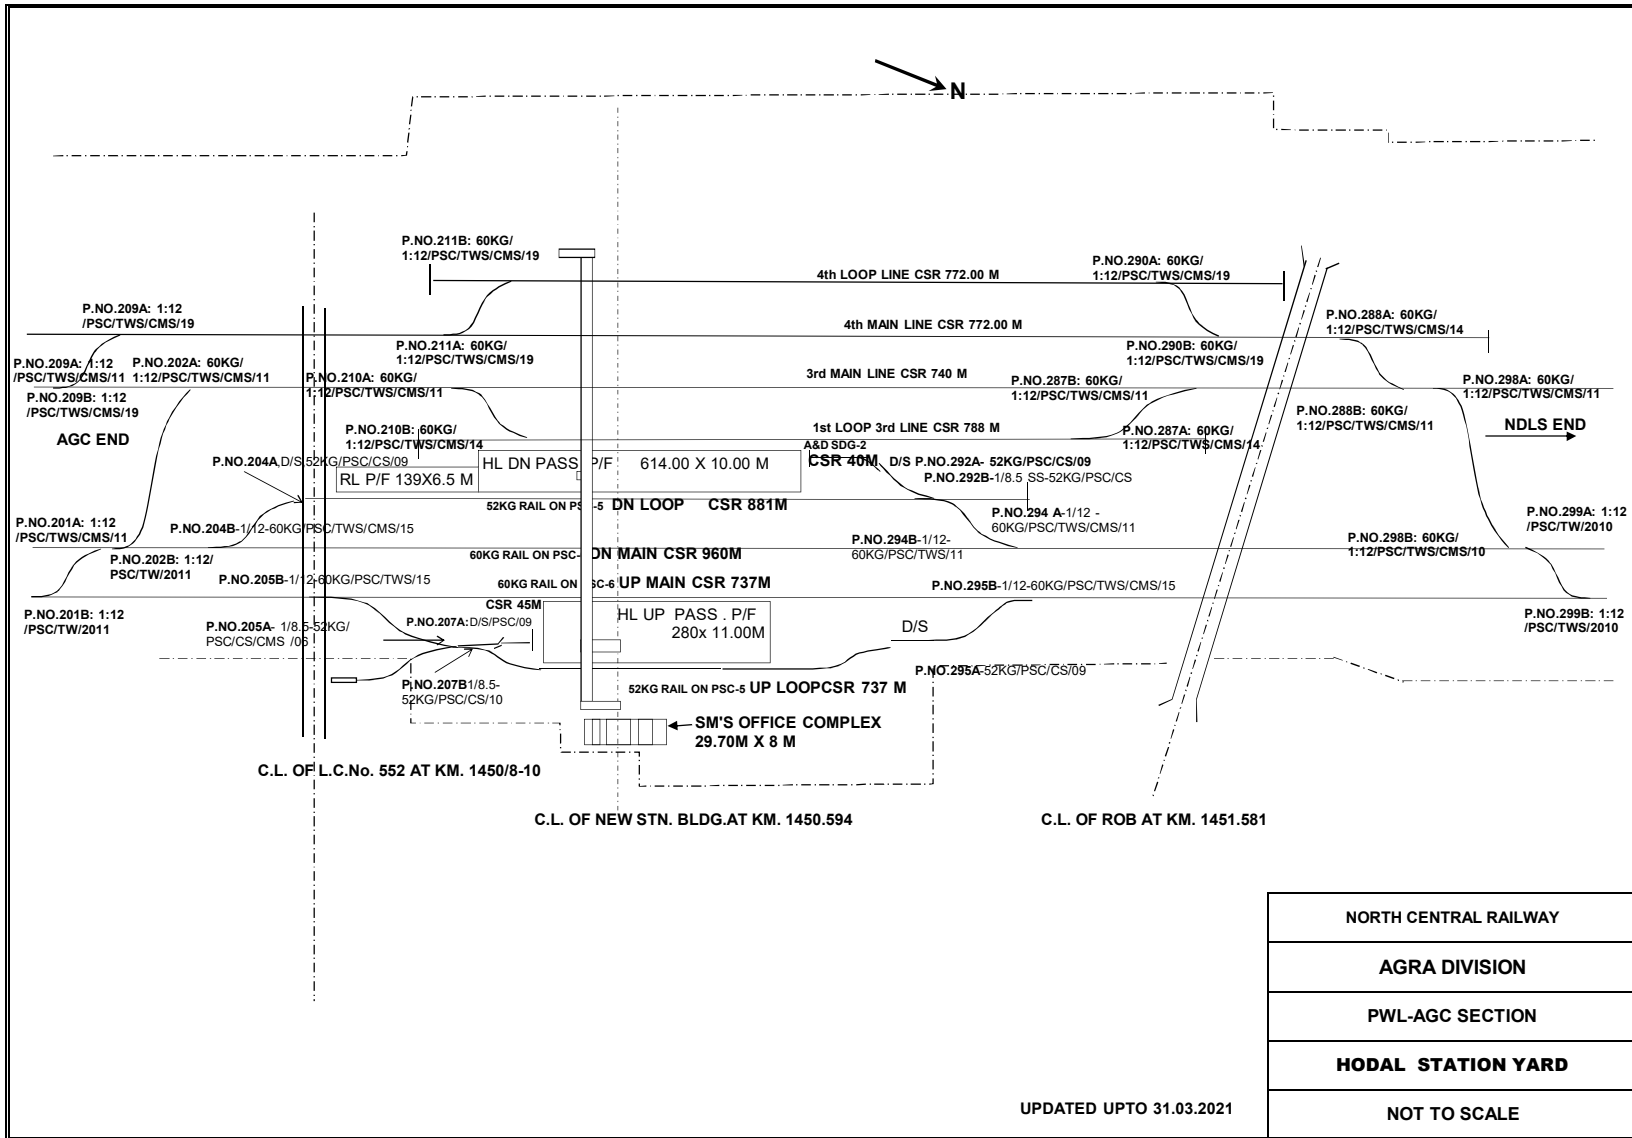 N
P.NO.211B: 60KG/
1:12/PSC/TWS/CMS/19
4th LOOP LINE CSR 772.00 M
P.NO.290A: 60KG/
1:12/PSC/TWS/CMS/19
P.NO.209A: 1:12
/PSC/TWS/CMS/19
4th MAIN LINE CSR 772.00 M
P.NO.288A: 60KG/
1:12/PSC/TWS/CMS/14
P.NO.211A: 60KG/
1:12/PSC/TWS/CMS/19
P.NO.290B: 60KG/
1:12/PSC/TWS/CMS/19
P.NO.209A: 1:12
/PSC/TWS/CMS/11
P.NO.202A: 60KG/
1:12/PSC/TWS/CMS/11
P.NO.210A: 60KG/
1:12/PSC/TWS/CMS/11
3rd MAIN LINE CSR 740 M
P.NO.287B: 60KG/
1:12/PSC/TWS/CMS/11
P.NO.298A: 60KG/
1:12/PSC/TWS/CMS/11
P.NO.209B: 1:12
/PSC/TWS/CMS/19
P.NO.288B: 60KG/
1:12/PSC/TWS/CMS/11
AGC END
P.NO.210B: 60KG/
1:12/PSC/TWS/CMS/14
1st LOOP 3rd LINE CSR 788 M
P.NO.287A: 60KG/
1:12/PSC/TWS/CMS/14
NDLS END
A&D SDG-2
CSR 40M
P.NO.204A,D/S,52KG/PSC/CS/09
RL P/F 139X6.5 M
HL DN PASS. P/F 614.00 X 10.00 M
D/S P.NO.292A- 52KG/PSC/CS/09
P.NO.292B-1/8.5 SS-52KG/PSC/CS
52KG RAIL ON PSC-5 DN LOOP CSR 881M
P.NO.294 A-1/12 -
60KG/PSC/TWS/CMS/11
P.NO.299A: 1:12
/PSC/TW/2010
P.NO.201A: 1:12
/PSC/TWS/CMS/11
P.NO.204B-1/12-60KG/PSC/TWS/CMS/15
P.NO.294B-1/12-
60KG/PSC/TWS/11
P.NO.298B: 60KG/
1:12/PSC/TWS/CMS/10
P.NO.202B: 1:12/
PSC/TW/2011
60KG RAIL ON PSC- DN MAIN CSR 960M
P.NO.205B-1/12-60KG/PSC/TWS/15
60KG RAIL ON PSC-6 UP MAIN CSR 737M
P.NO.295B-1/12-60KG/PSC/TWS/CMS/15
P.NO.201B: 1:12
/PSC/TW/2011
CSR 45M
HL UP PASS . P/F
280x 11.00M
P.NO.299B: 1:12
/PSC/TWS/2010
P.NO.205A- 1/8.5-52KG/
PSC/CS/CMS /06
P.NO.207A:D/S/PSC/09
D/S
P.NO.295A-52KG/PSC/CS/09
P.NO.207B1/8.5-
52KG/PSC/CS/10
52KG RAIL ON PSC-5 UP LOOPCSR 737 M
SM'S OFFICE COMPLEX
29.70M X 8 M
C.L. OF L.C.No. 552 AT KM. 1450/8-10
C.L. OF NEW STN. BLDG.AT KM. 1450.594
C.L. OF ROB AT KM. 1451.581
NORTH CENTRAL RAILWAY
AGRA DIVISION
PWL-AGC SECTION
HODAL STATION YARD
UPDATED UPTO 31.03.2021
NOT TO SCALE